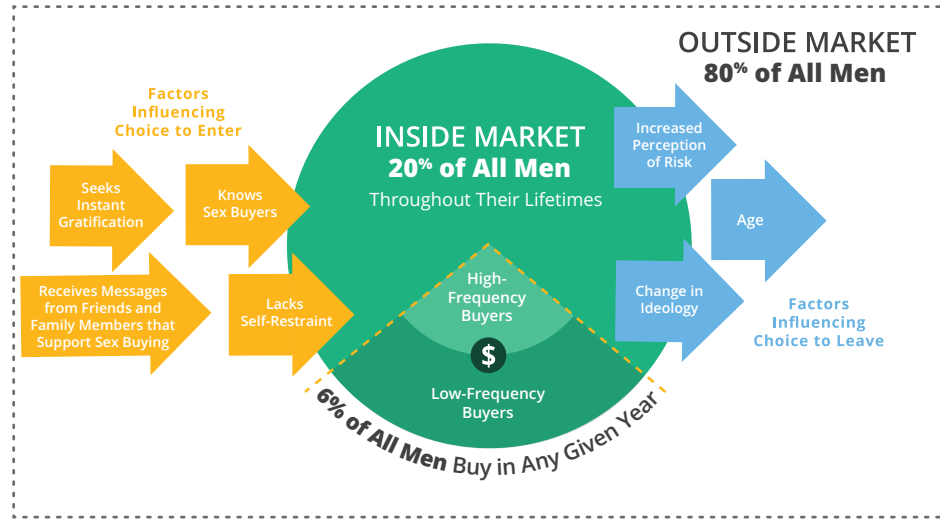 OUTSIDE MARKET
80% of All Men
Factors
Influencing
Choice to Enter
Seeks
Instant
Gratification
Knows
Sex Buyers
Receives Messages
from Friends and
Family Members that
Support Sex Buying
Lacks
Self-Restraint
INSIDE MARKET
20% of All Men
Throughout Their Lifetimes
High-
Frequency
Buyers
$
Low-Frequency
Buyers
6% of All Men Buy in Any Given Year
Increased
Perception
of Risk
Age
Change in
Ideology
Factors
Influencing
Choice to Leave